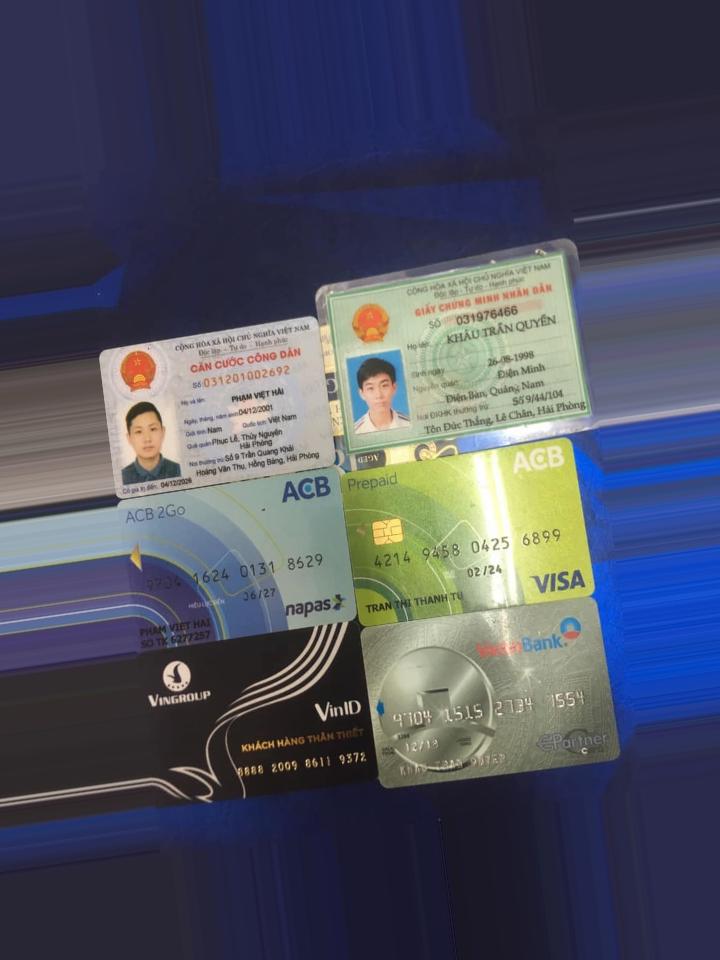 CỘNG HÒA XÃ HỘI CHỦ NGHĨA VIỆT NAM
Độc lập - Tự do - Hạnh phúc
CĂN CƯỚC CÔNG DÂN
Số 031201002692
Họ và tên:
PHẠM VIỆT HẢI
Ngày, tháng, năm sinh: 04/12/2001
Giới tính: Nam Quốc tịch: Việt Nam
Quê quán: Phục Lễ, Thủy Nguyên
Hải Phòng
Nơi thường trú: Số 9 Trần Quang Khải
Hoàng Văn Thụ, Hồng Bàng, Hải Phòng
Có giá trị đến: 04/12/2026
CỘNG HÒA XÃ HỘI CHỦ NGHĨA VIỆT NAM
Độc lập - Tự do - Hạnh phúc
GIẤY CHỨNG MINH NHÂN DÂN
SỐ 031976466
Họ tên:
KHẤU TRẦN QUYỀN
Sinh ngày 26-08-1998
Nguyên quán: Điện Minh
Điện Bàn, Quảng Nam
Nơi ĐKHK thường trú: Số 9/44/104
Tôn Đức Thắng, Lê Chân, Hải Phòng
ACB
ACB 2Go
1624 0131 8629
HIỆU LỰC ĐẾN
06/27
napas
PHAM VIET HAI
SO TK 6277257
ACB
Prepaid
4214 9458 0425 6899
02/24
TRAN THI THANH TU
VISA
VINGROUP
VinID
KHÁCH HÀNG THÂN THIẾT
8888 2009 8611 9372
VietinBank
9704 1515 2734 7554
12/13
E-Partner
C